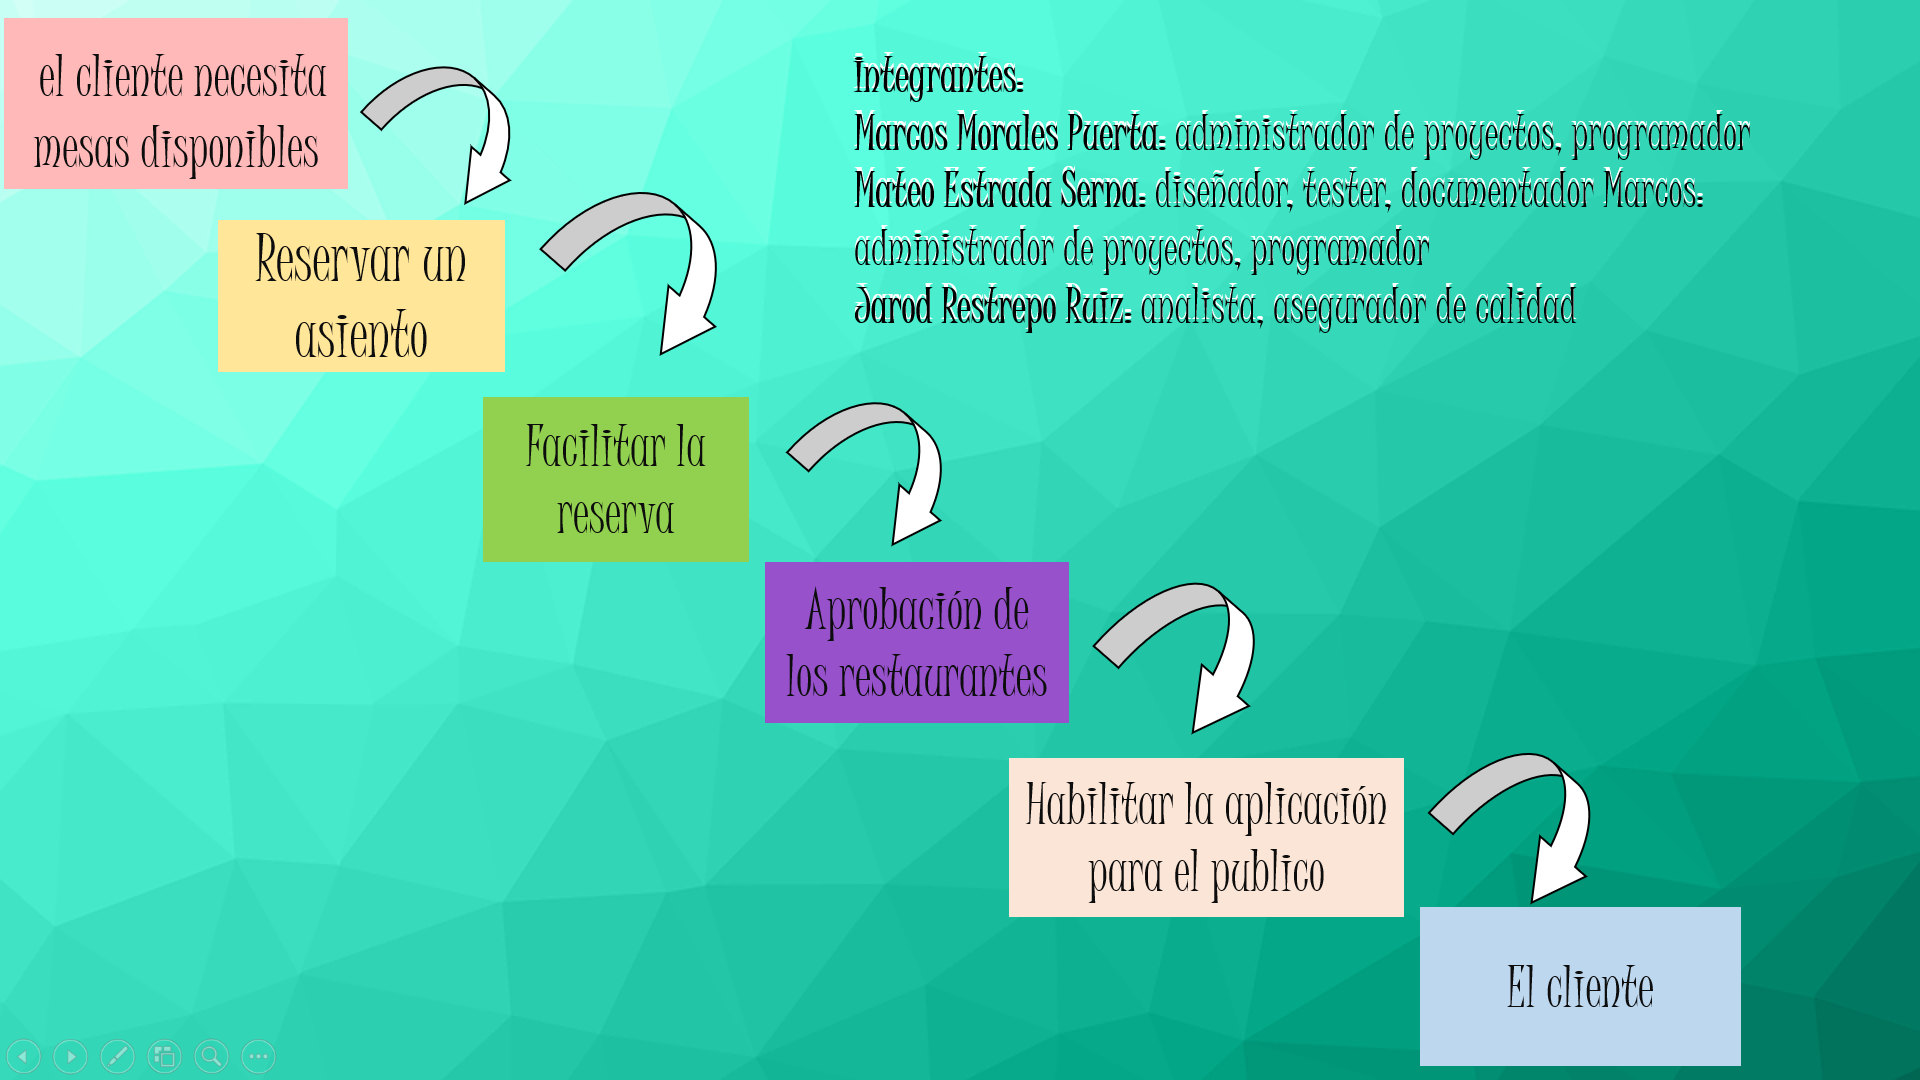 el cliente necesita
mesas disponibles
Reservar un
asiento
Facilitar la
reserva
Aprobación de
los restaurantes
Habilitar la aplicación
para el publico
El cliente
Integrantes:
Marcos Morales Puerta: administrador de proyectos, programador
Mateo Estrada Serna: diseñador, tester, documentador Marcos:
administrador de proyectos, programador
Jarod Restrepo Ruiz: analista, asegurador de calidad